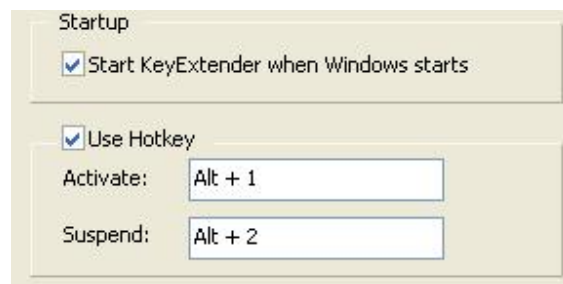 Startup
Start KeyExtender when Windows starts
Use Hotkey
Activate: Alt + 1
Suspend: Alt + 2